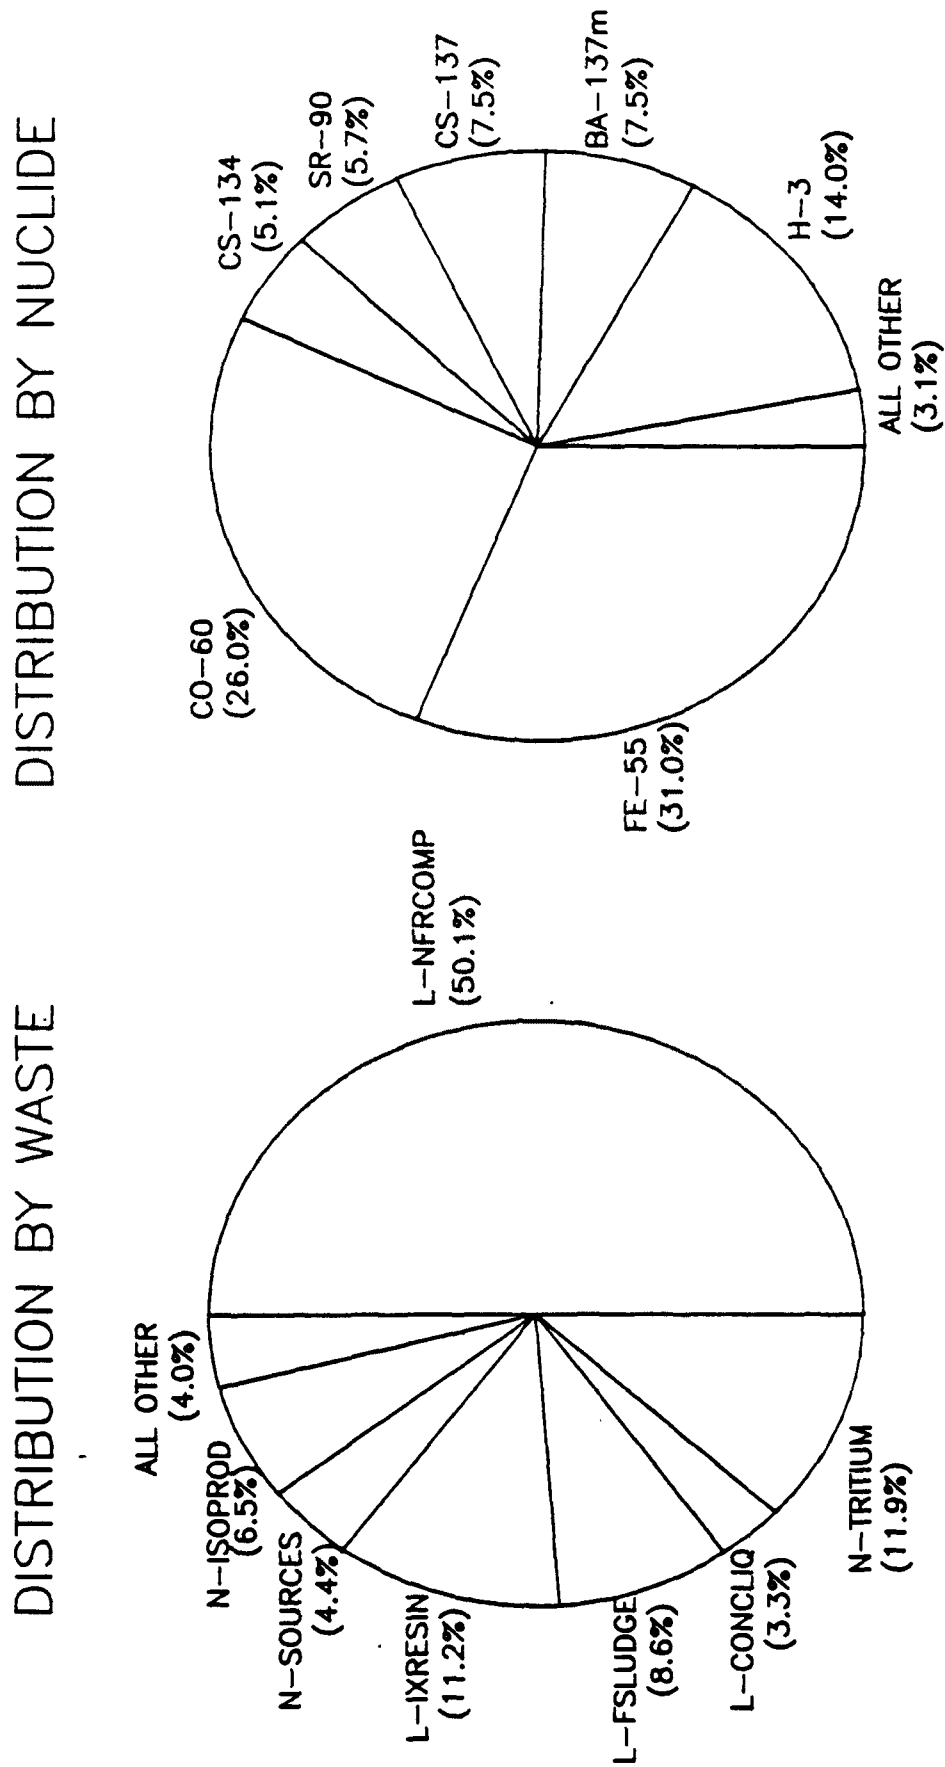 DISTRIBUTION BY WASTE
ALL OTHER
(4.0%)
N-ISOPROD
(6.5%)
N-SOURCES
(4.4%)
L-IXRESIN
(11.2%)
L-FSLUDGE
(8.6%)
L-CONCLIQ
(3.3%)
N-TRITIUM
(11.9%)
L-NFRCOMP
(50.1%)
DISTRIBUTION BY NUCLIDE
CO-60
(26.0%)
FE-55
(31.0%)
CS-134
(5.1%)
SR-90
(5.7%)
CS-137
(7.5%)
BA-137m
(7.5%)
H-3
(14.0%)
ALL OTHER
(3.1%)